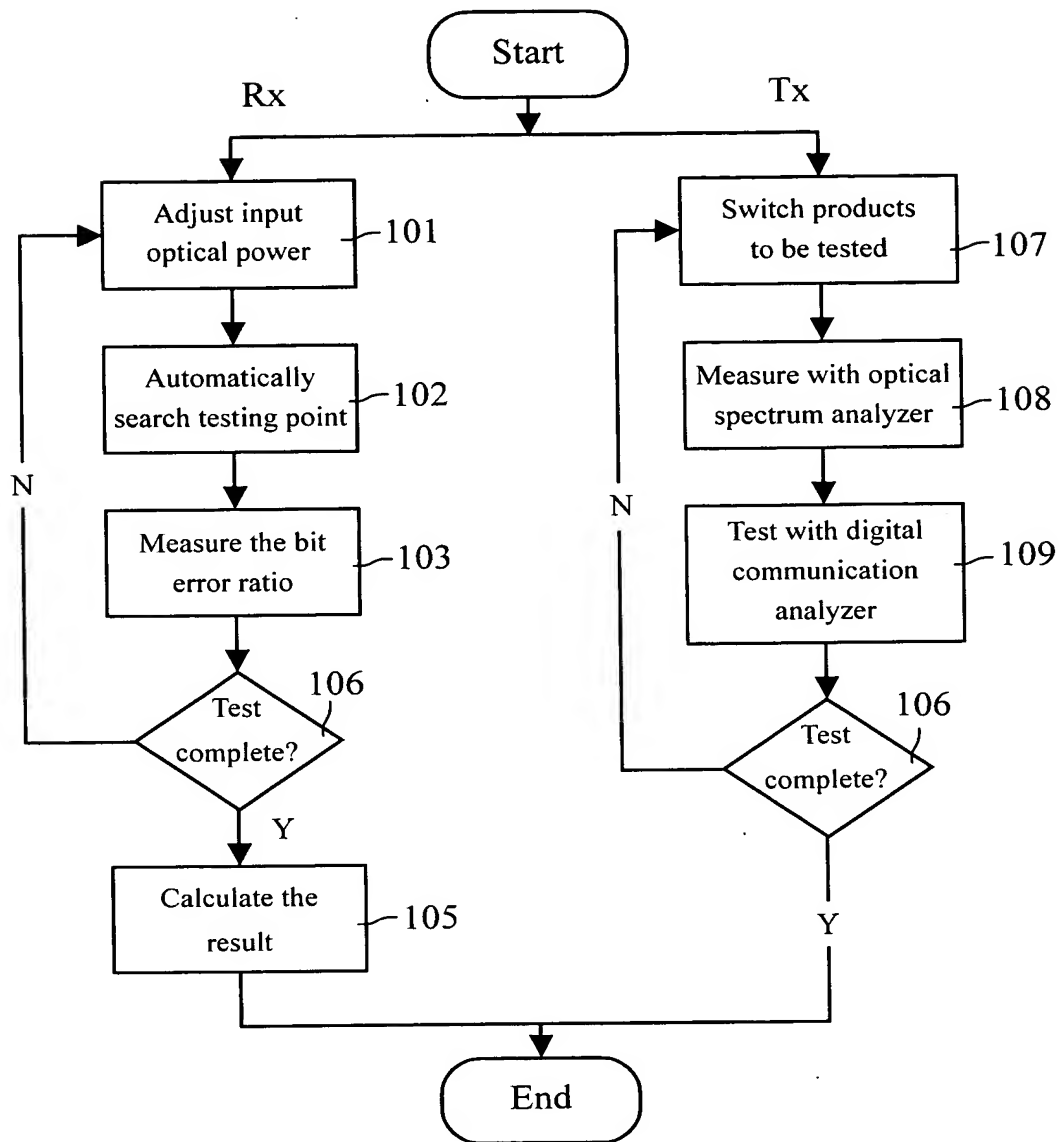 Start
Rx
Tx
Adjust input
optical power
101
Automatically
search testing point
102
Measure the bit
error ratio
103
N
Test
complete?
106
Y
Calculate the
result
105
Switch products
to be tested
107
Measure with optical
spectrum analyzer
108
Test with digital
communication
analyzer
109
N
Test
complete?
106
Y
End